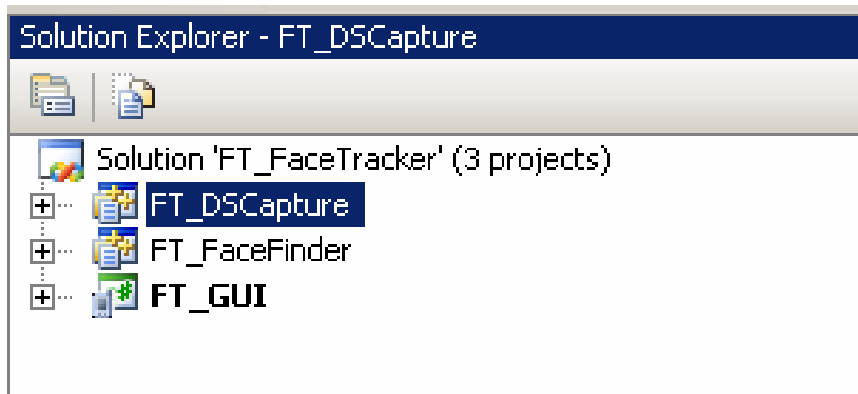 Solution Explorer - FT_DSCapture
Solution 'FT_FaceTracker' (3 projects)
FT_DSCapture
FT_FaceFinder
FT_GUI